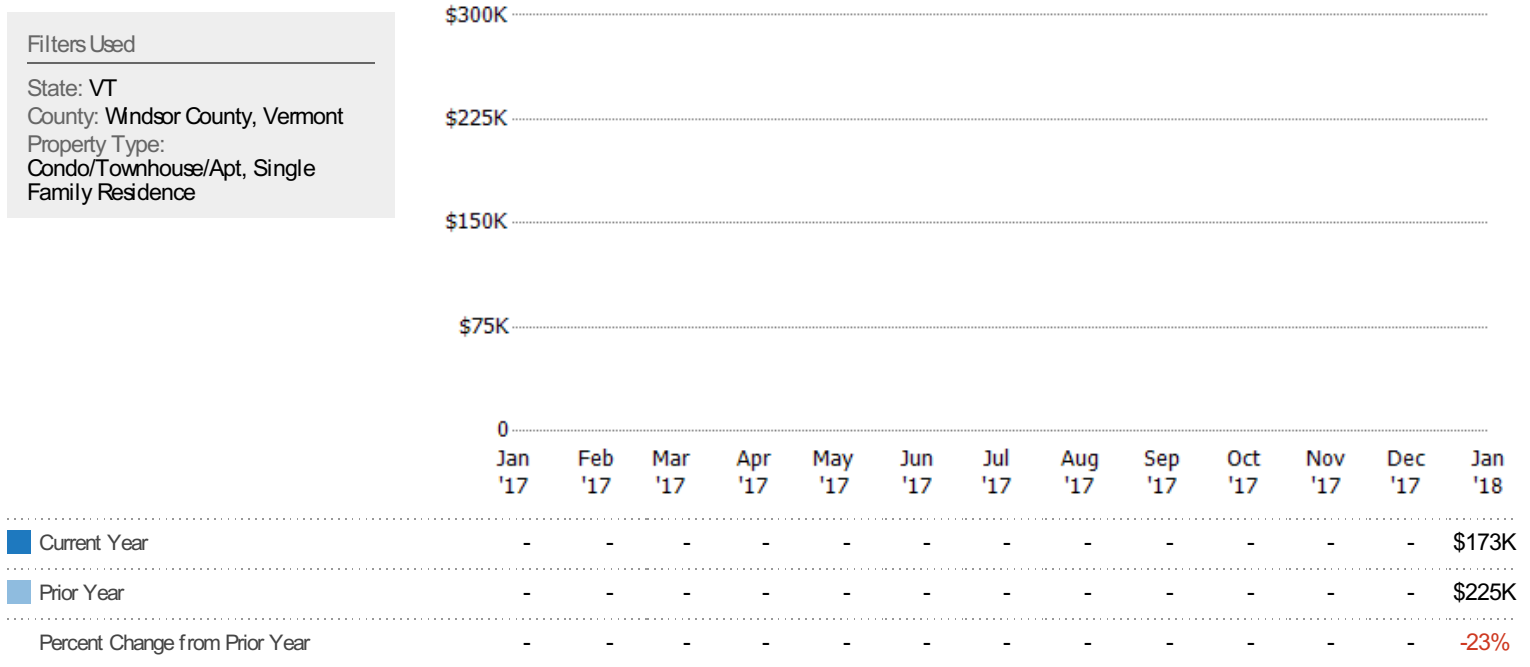 Filters Used
State: VT
County: Windsor County, Vermont
Property Type:
Condo/Townhouse/Apt, Single
Family Residence
$300K
$225K
$150K
$75K
0
Jan Feb Mar Apr May Jun Jul Aug Sep Oct Nov Dec Jan
'17 '17 '17 '17 '17 '17 '17 '17 '17 '17 '17 '17 '18
Current Year - - - - - - - - - - - - $173K
Prior Year - - - - - - - - - - - - $225K
Percent Change from Prior Year - - - - - - - - - - - - -23%